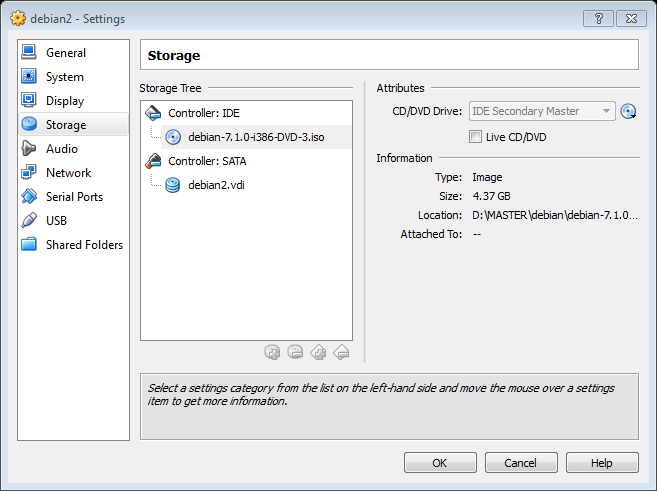 debian2 - Settings
General
System
Display
Storage
Audio
Network
Serial Ports
USB
Shared Folders
Storage
Storage Tree
Controller: IDE
debian-7.1.0-i386-DVD-3.iso
Controller: SATA
debian2.vdi
Attributes
CD/DVD Drive: IDE Secondary Master
Live CD/DVD
Information
Type: Image
Size: 4.37 GB
Location: D:\MASTER\debian\debian-7.1.0...
Attached To: --
Select a settings category from the list on the left-hand side and move the mouse over a settings
item to get more information.
OK Cancel Help